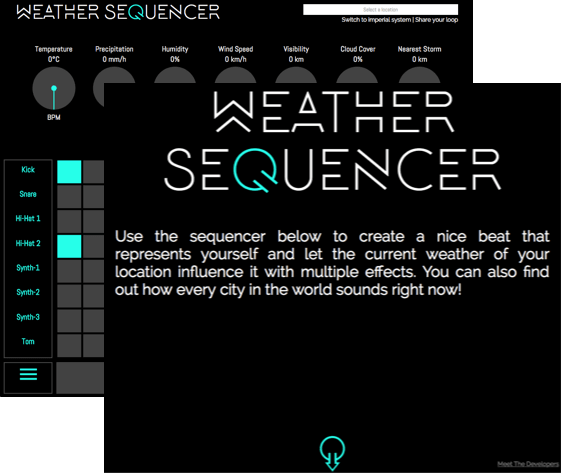 WEATHER SEQUENCER
Select a location
Switch to Imperial system | Share your loop
Temperature Precipitation Humidity Wind Speed Visibility Cloud Cover Nearest Storm
0°C 0 mm/h 0% 0 km/h 0 km 0% 0 km
BPM
Kick
Snare
Hi-Hat 1
Hi-Hat 2
Synth-1
Synth-2
Synth-3
Tom
WEATHER
SEQUENCER
Use the sequencer below to create a nice beat that
represents yourself and let the current weather of your
location influence it with multiple effects. You can also find
out how every city in the world sounds right now!
Meet The Developers